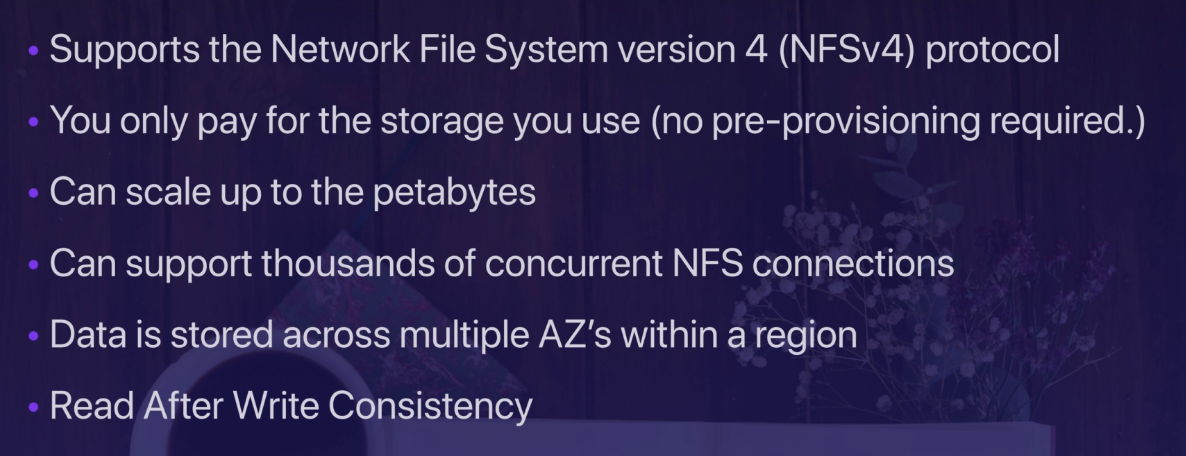 • Supports the Network File System version 4 (NFSv4) protocol
• You only pay for the storage you use (no pre-provisioning required.)
• Can scale up to the petabytes
• Can support thousands of concurrent NFS connections
• Data is stored across multiple AZ’s within a region
• Read After Write Consistency